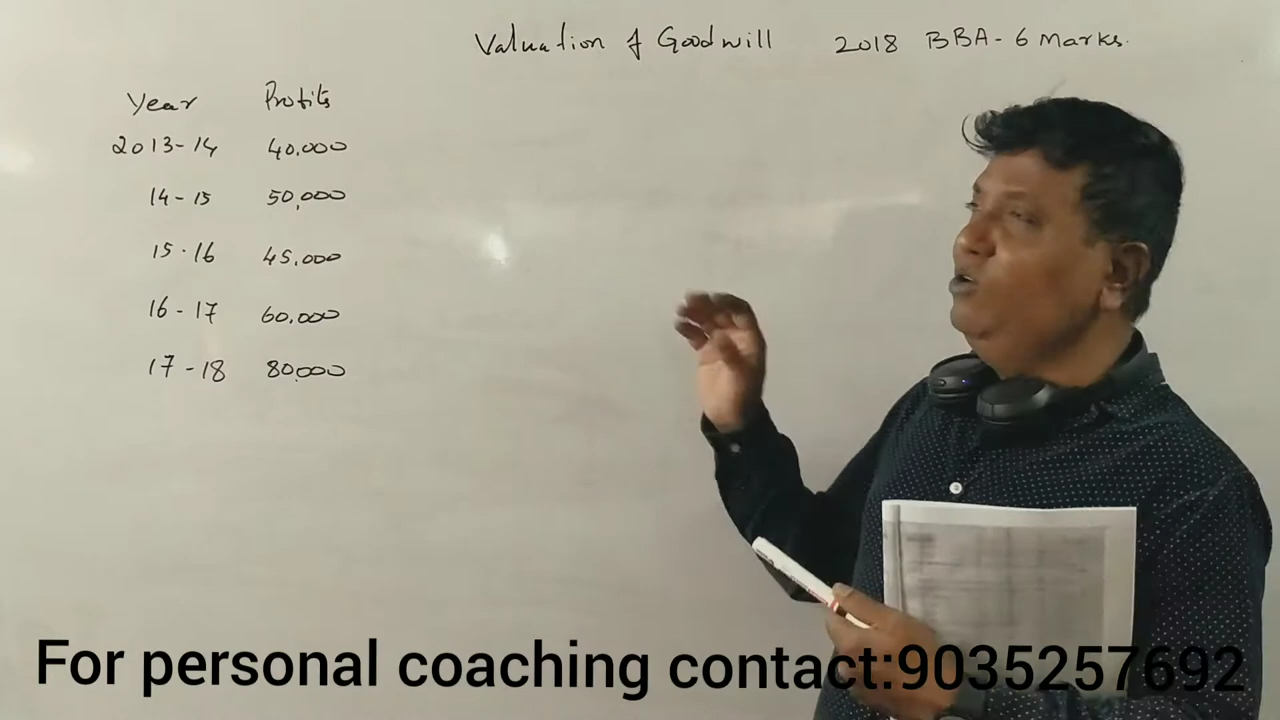 Valuation of Goodwill 2018 BBA - 6 Marks.
Year Profits
2013-14 40,000
14-15 50,000
15-16 45,000
16-17 60,000
17-18 80,000
For personal coaching contact:9035257692